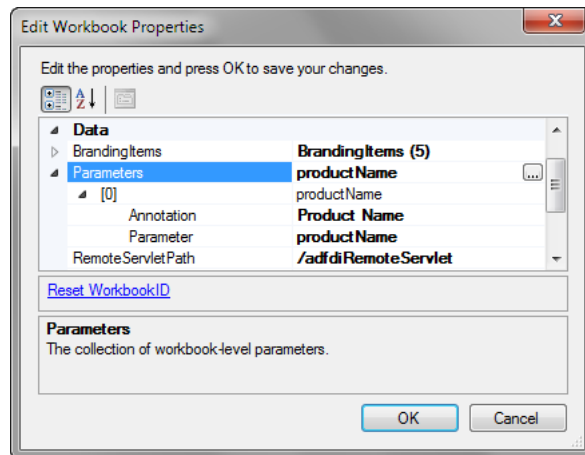 Edit Workbook Properties
Edit the properties and press OK to save your changes.
A
Z
Data
BrandingItems BrandingItems (5)
Parameters productName ...
[0] productName
Annotation Product Name
Parameter productName
RemoteServletPath /adfdiRemoteServlet
Reset WorkbookID
Parameters
The collection of workbook-level parameters.
OK Cancel